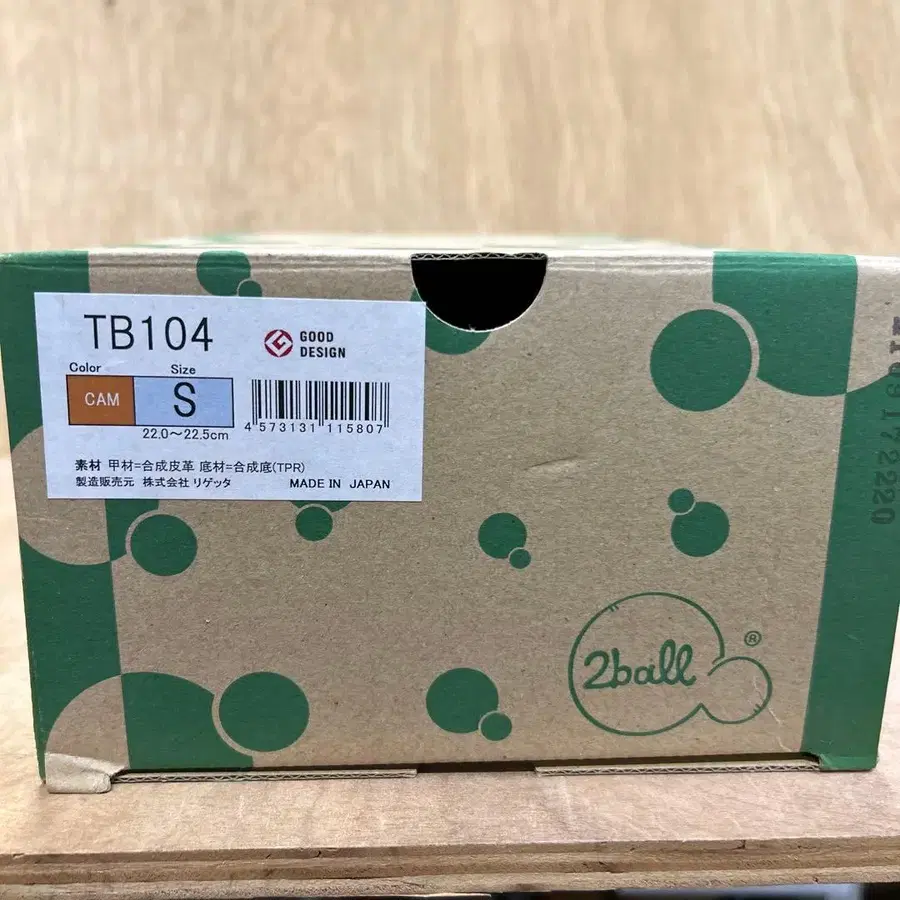 TB104
GOOD
DESIGN
Color
Size
CAM
S
22.0～22.5cm
4 573131 115807
素材 甲材=合成皮革 底材=合成底(TPR)
製造販売元 株式会社 リゲッタ
MADE IN JAPAN
2ball
®